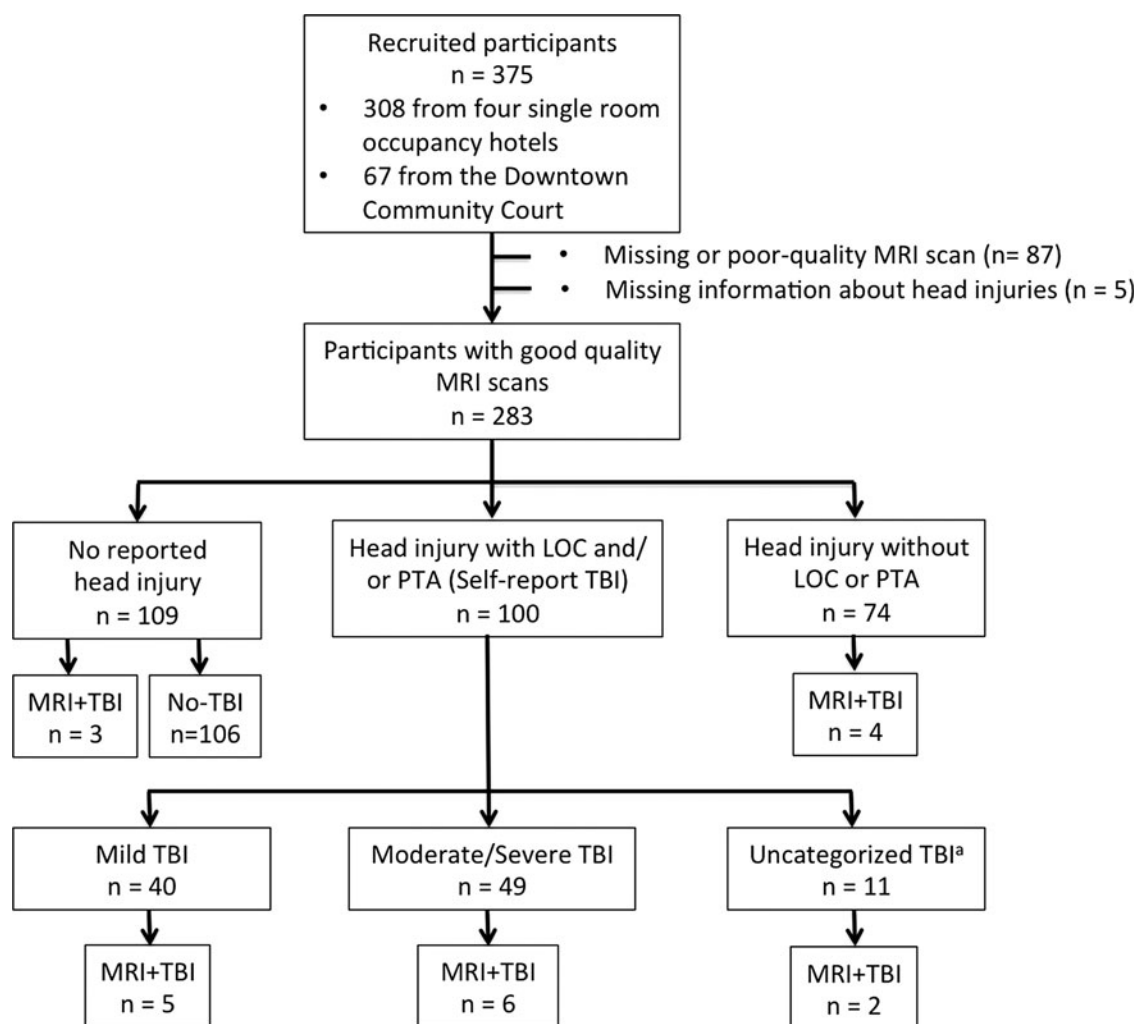 Recruited participants
n = 375
• 308 from four single room
occupancy hotels
• 67 from the Downtown
Community Court
• Missing or poor-quality MRI scan (n= 87)
• Missing information about head injuries (n = 5)
Participants with good quality
MRI scans
n = 283
No reported
head injury
n = 109
Head injury with LOC and/
or PTA (Self-report TBI)
n = 100
Head injury without
LOC or PTA
n = 74
MRI+TBI
n = 3
No-TBI
n=106
MRI+TBI
n = 4
Mild TBI
n = 40
Moderate/Severe TBI
n = 49
Uncategorized TBIᵃ
n = 11
MRI+TBI
n = 5
MRI+TBI
n = 6
MRI+TBI
n = 2